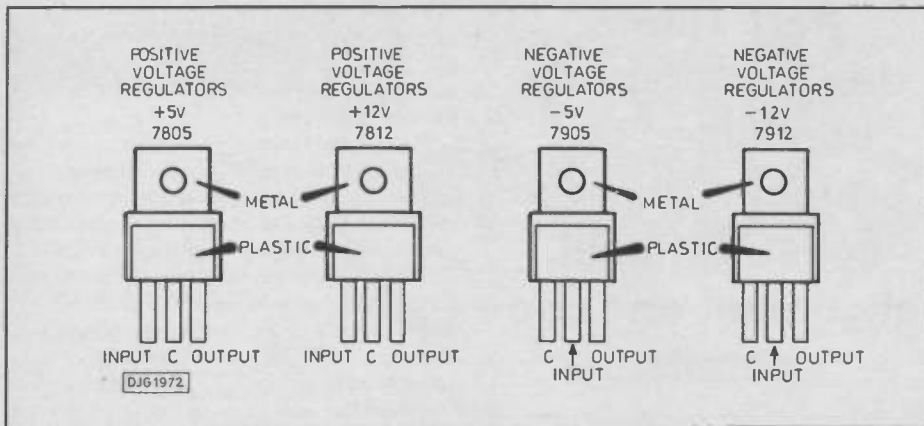 POSITIVE
VOLTAGE
REGULATORS
+5V
7805
POSITIVE
VOLTAGE
REGULATORS
+12V
7812
NEGATIVE
VOLTAGE
REGULATORS
-5V
7905
NEGATIVE
VOLTAGE
REGULATORS
-12V
7912
METAL
METAL
PLASTIC
PLASTIC
INPUT C OUTPUT
INPUT C OUTPUT
C OUTPUT
INPUT
C OUTPUT
INPUT
DJG1972